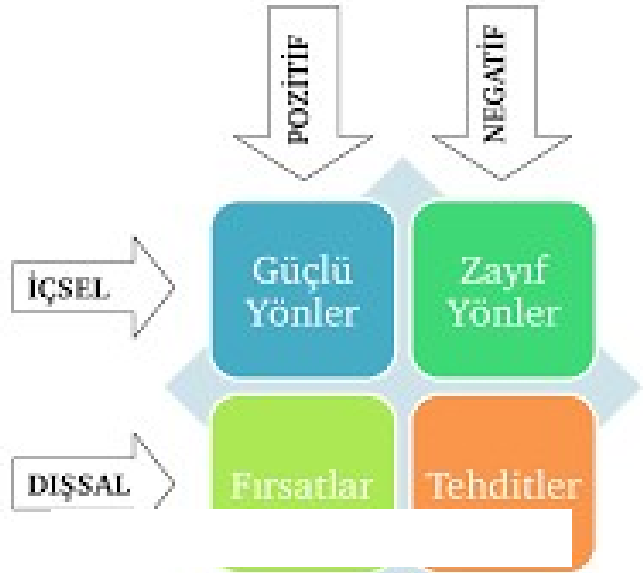 POZİTİF
NEGATİF
İÇSEL
Güçlü
Yönler
Zayıf
Yönler
DIŞSAL
Fırsatlar
Tehditler